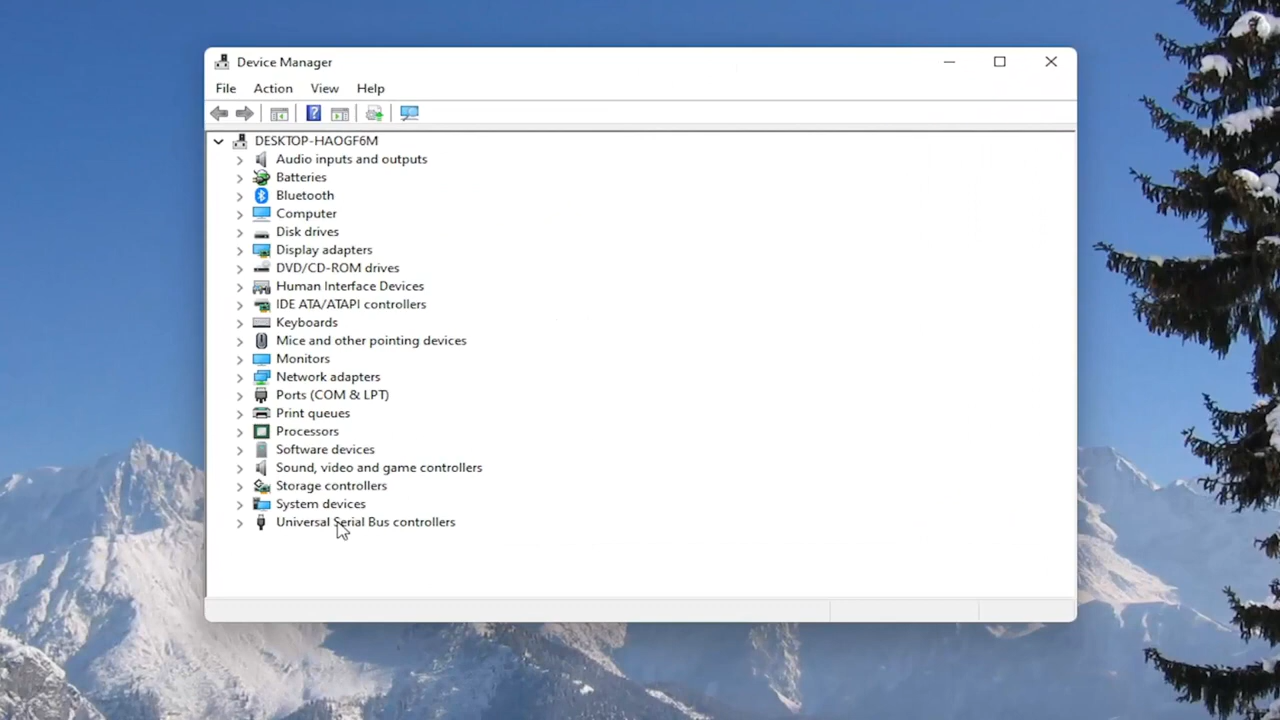 Device Manager
File Action View Help
?
DESKTOP-HAOGF6M
Audio inputs and outputs
Batteries
Bluetooth
Computer
Disk drives
Display adapters
DVD/CD-ROM drives
Human Interface Devices
IDE ATA/ATAPI controllers
Keyboards
Mice and other pointing devices
Monitors
Network adapters
Ports (COM & LPT)
Print queues
Processors
Software devices
Sound, video and game controllers
Storage controllers
System devices
Universal Serial Bus controllers